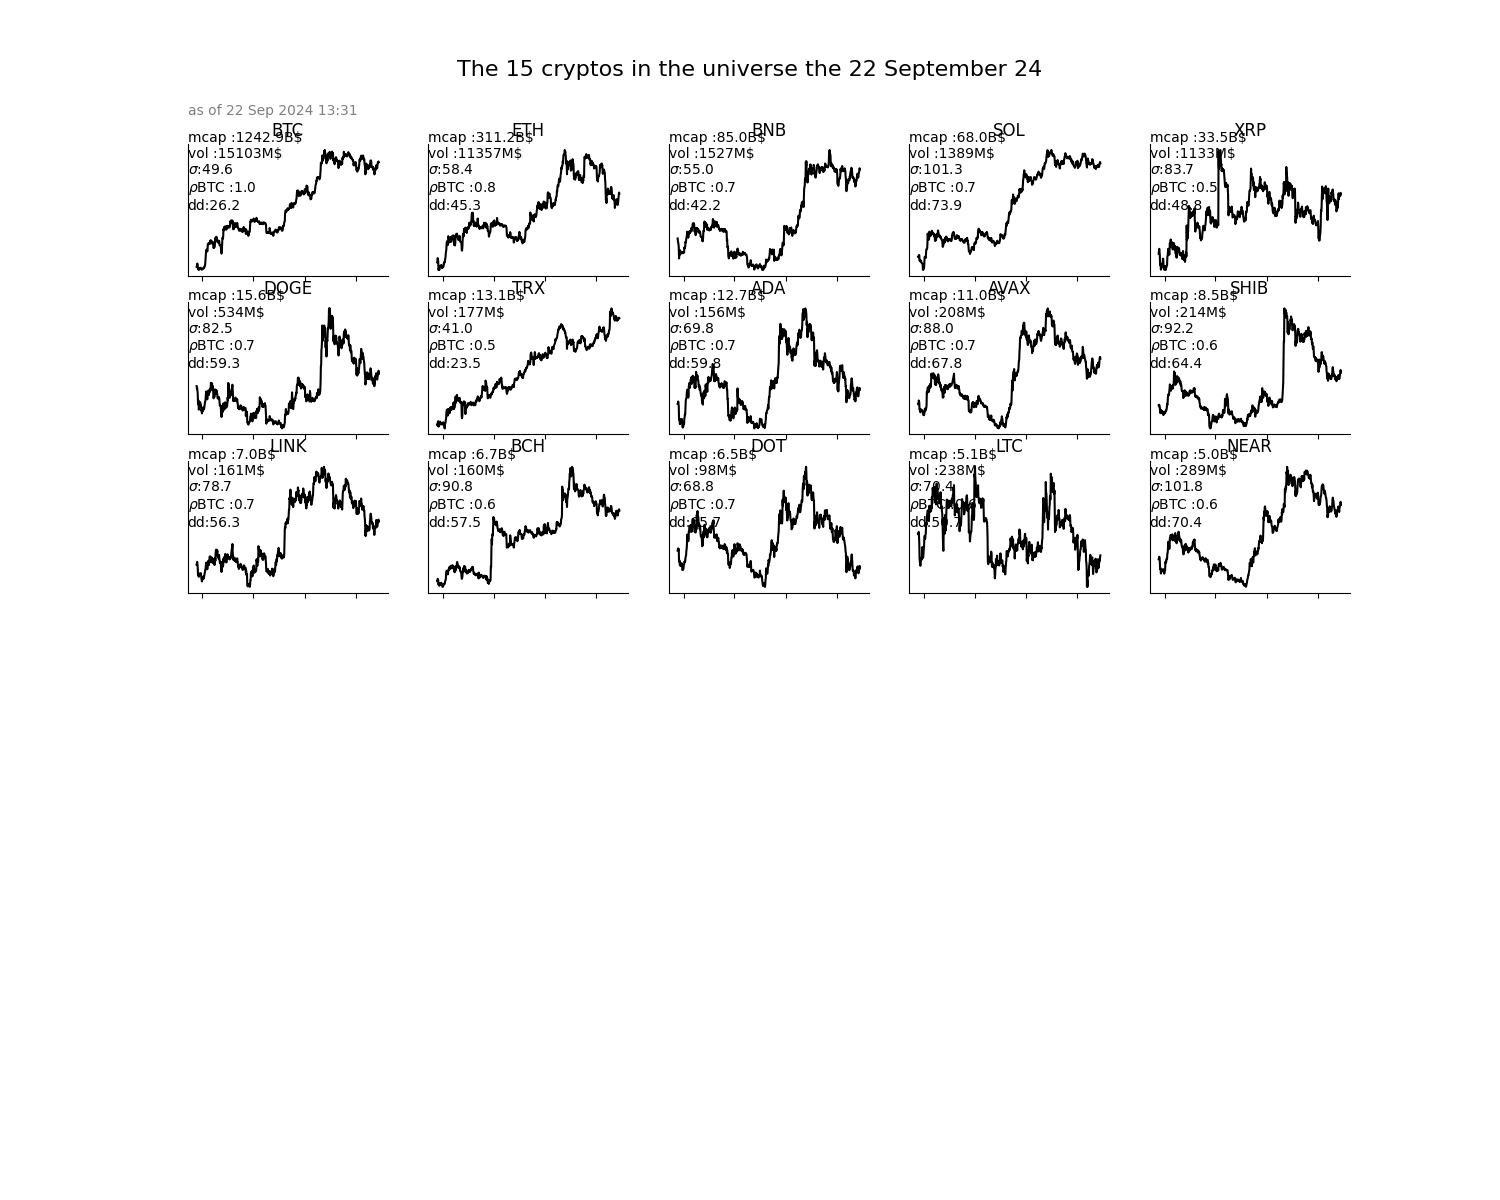 The 15 cryptos in the universe the 22 September 24
as of 22 Sep 2024 13:31
BTC
mcap :1242.9B$
vol :15103M$
σ:49.6
ρBTC :1.0
dd:26.2
ETH
mcap :311.2B$
vol :11357M$
σ:58.4
ρBTC :0.8
dd:45.3
BNB
mcap :85.0B$
vol :1527M$
σ:55.0
ρBTC :0.7
dd:42.2
SOL
mcap :68.0B$
vol :1389M$
σ:101.3
ρBTC :0.7
dd:73.9
XRP
mcap :33.5B$
vol :1133M$
σ:83.7
ρBTC :0.5
dd:48.8
DOGE
mcap :15.6B$
vol :534M$
σ:82.5
ρBTC :0.7
dd:59.3
TRX
mcap :13.1B$
vol :177M$
σ:41.0
ρBTC :0.5
dd:23.5
ADA
mcap :12.7B$
vol :156M$
σ:69.8
ρBTC :0.7
dd:59.8
AVAX
mcap :11.0B$
vol :208M$
σ:88.0
ρBTC :0.7
dd:67.8
SHIB
mcap :8.5B$
vol :214M$
σ:92.2
ρBTC :0.6
dd:64.4
LINK
mcap :7.0B$
vol :161M$
σ:78.7
ρBTC :0.7
dd:56.3
BCH
mcap :6.7B$
vol :160M$
σ:90.8
ρBTC :0.6
dd:57.5
DOT
mcap :6.5B$
vol :98M$
σ:68.8
ρBTC :0.7
LTC
mcap :5.1B$
vol :238M$
ρBTC
NEAR
mcap :5.0B$
vol :289M$
σ:101.8
ρBTC :0.6
dd:70.4